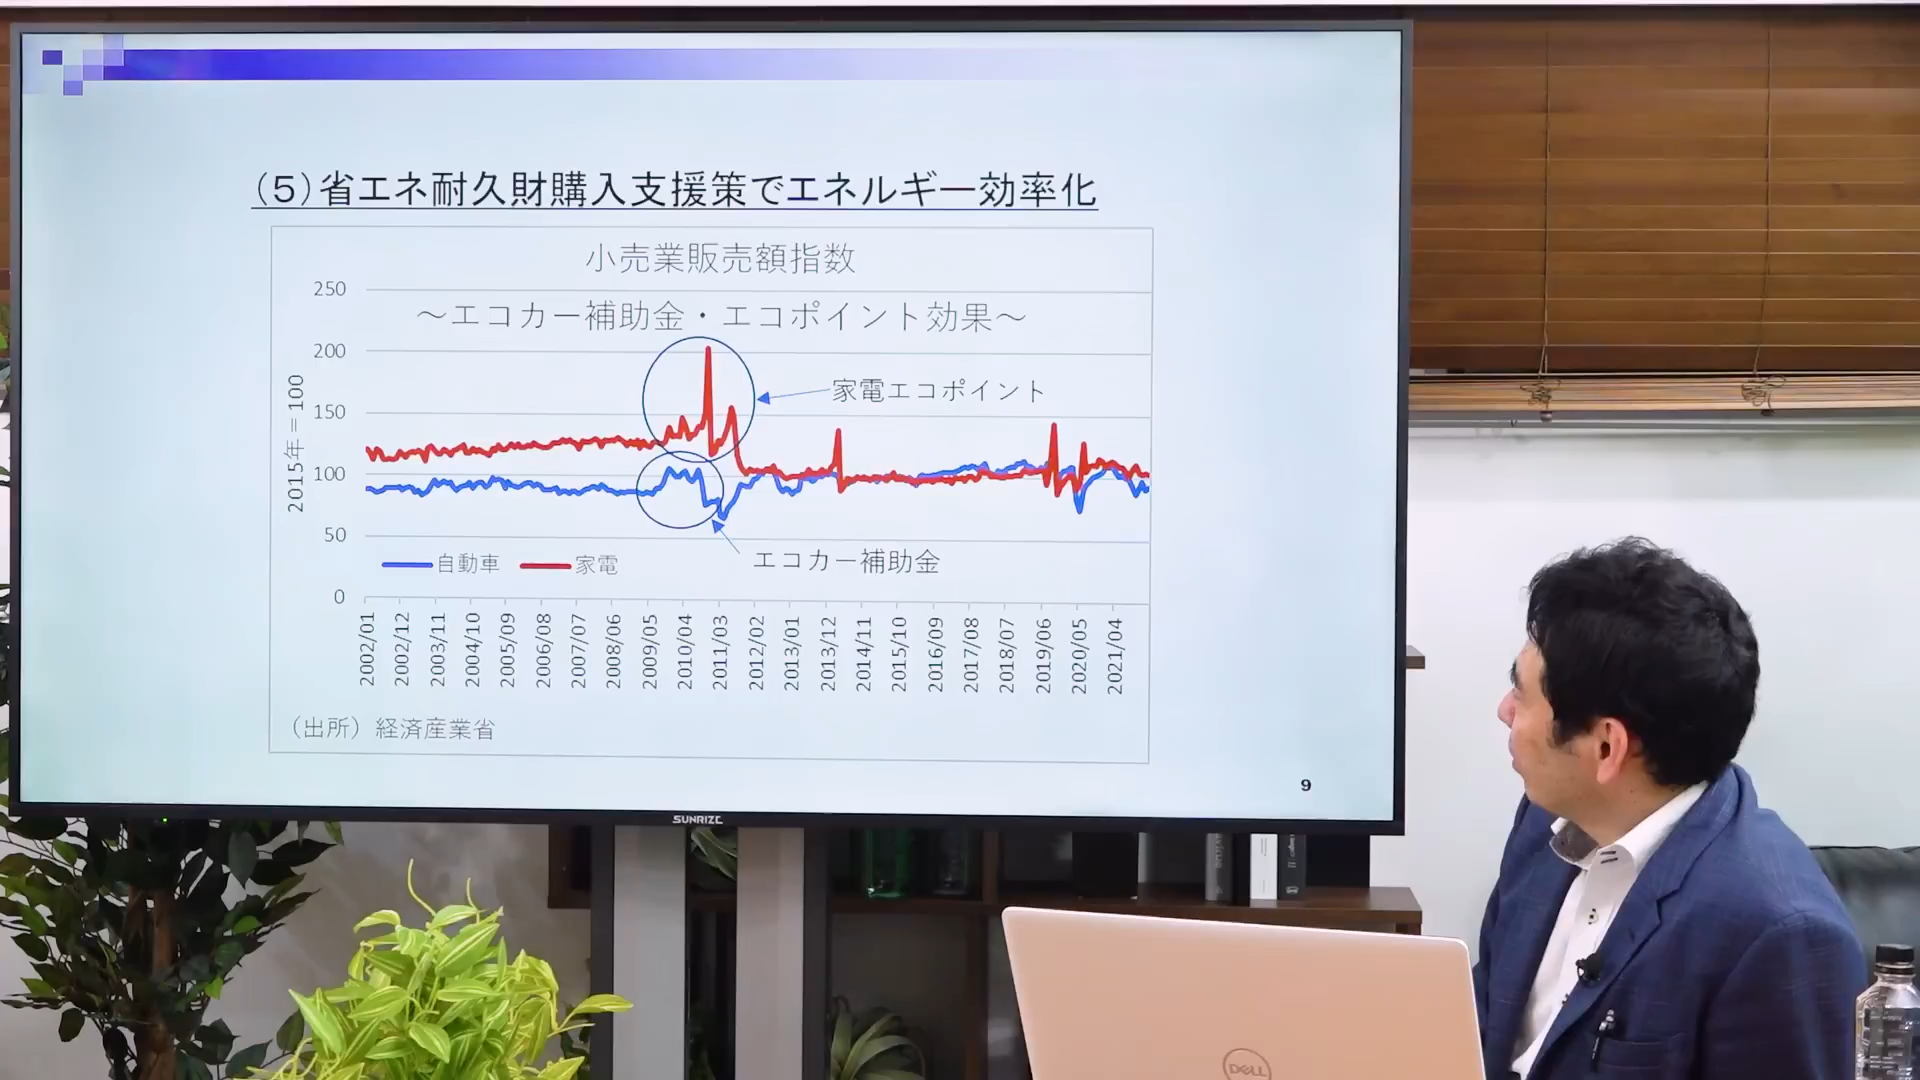 (5)省エネ耐久財購入支援策でエネルギー効率化
小売業販売額指数
～エコカー補助金・エコポイント効果～
250
200
150
100
50
0
2015年=100
家電エコポイント
エコカー補助金
自動車 家電
2002/01 2002/12 2003/11 2004/10 2005/09 2006/08 2007/07 2008/06 2009/05 2010/04 2011/03 2012/02 2013/01 2013/12 2014/11 2015/10 2016/09 2017/08 2018/07 2019/06 2020/05 2021/04
(出所) 経済産業省
9
SUNRIZE
DELL